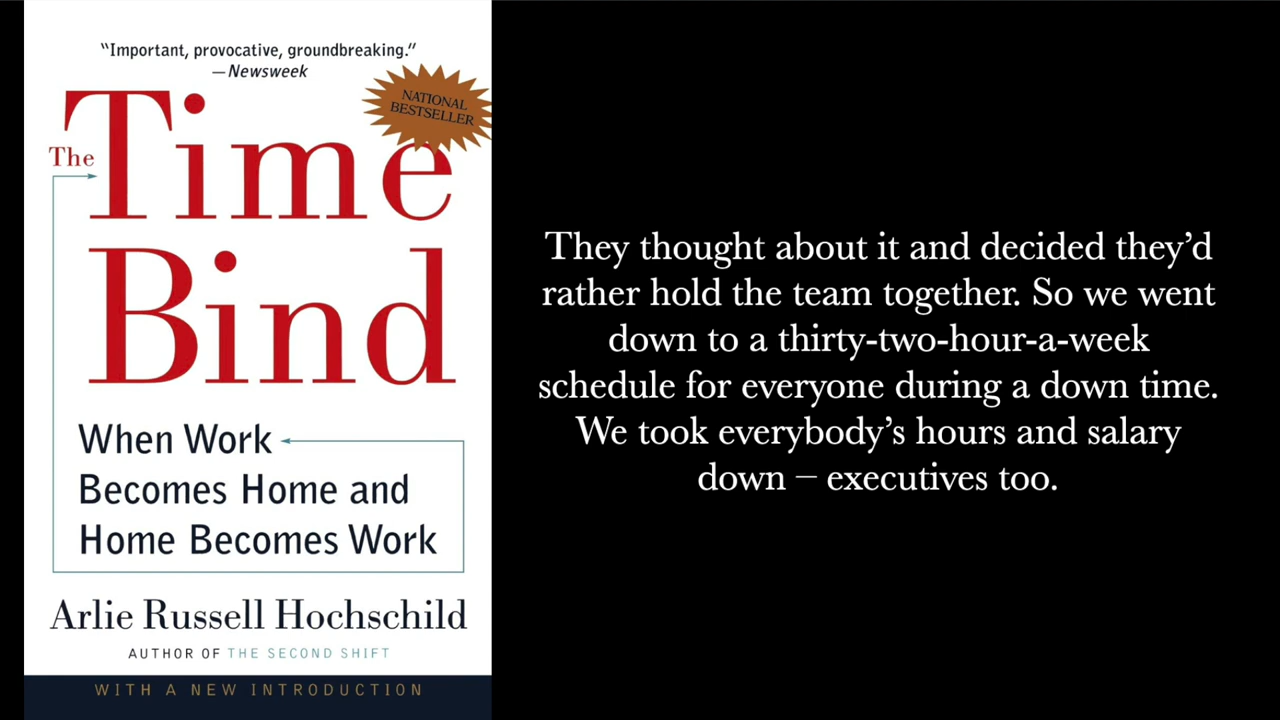 “Important, provocative, groundbreaking.”
—Newsweek
NATIONAL
BESTSELLER
The
Time
Bind
When Work
Becomes Home and
Home Becomes Work
Arlie Russell Hochschild
AUTHOR OF THE SECOND SHIFT
WITH A NEW INTRODUCTION
They thought about it and decided they’d
rather hold the team together. So we went
down to a thirty-two-hour-a-week
schedule for everyone during a down time.
We took everybody’s hours and salary
down – executives too.